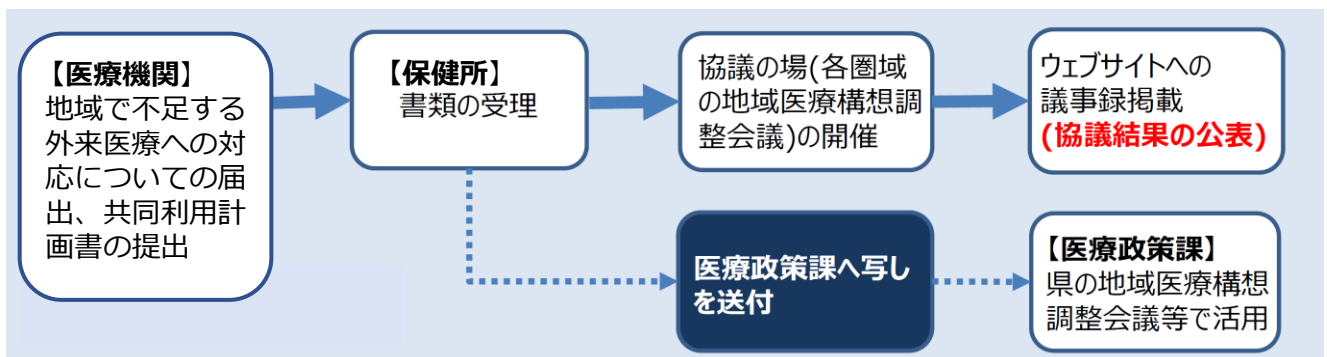 【医療機関】
地域で不足する
外来医療への対
応についての届
出、共同利用計
画書の提出
【保健所】
書類の受理
協議の場(各圏域
の地域医療構想調
整会議)の開催
ウェブサイトへの
議事録掲載
(協議結果の公表)
医療政策課へ写し
を送付
【医療政策課】
県の地域医療構想
調整会議等で活用